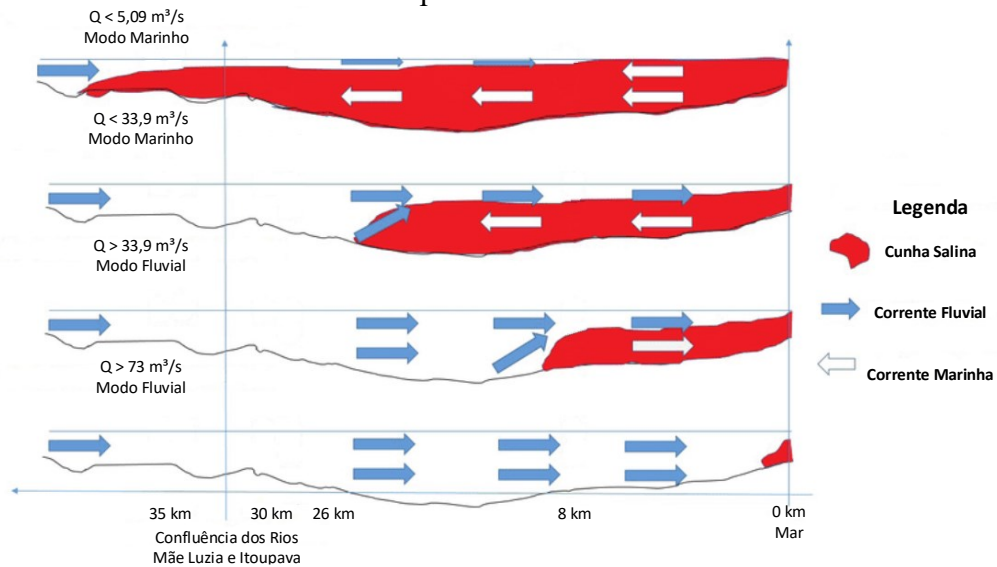 Q < 5,09 m³/s
Modo Marinho
Q < 33,9 m³/s
Modo Marinho
Q > 33,9 m³/s
Modo Fluvial
Q > 73 m³/s
Modo Fluvial
Legenda
Cunha Salina
Corrente Fluvial
Corrente Marinha
35 km 30 km 26 km 8 km 0 km
Mar
Confluência dos Rios
Mãe Luzia e Itoupava